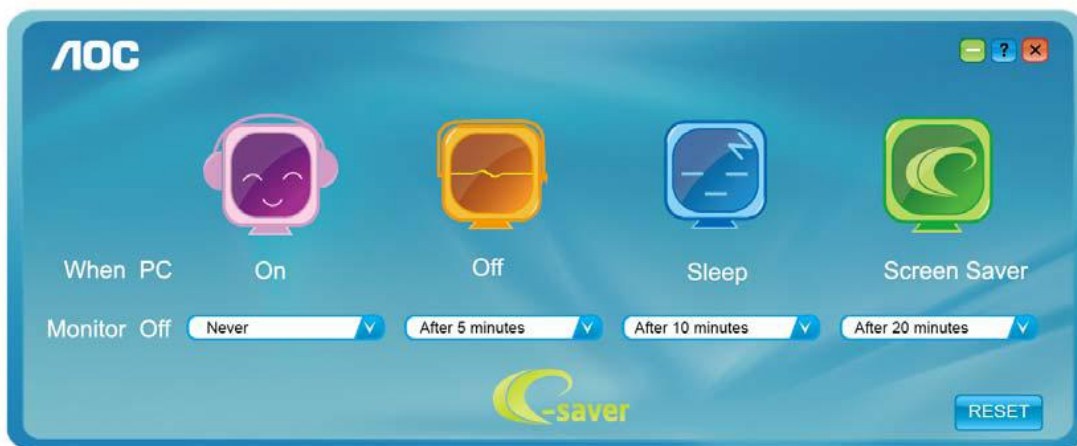 AOC
?
When PC On Off Sleep Screen Saver
Monitor Off Never After 5 minutes After 10 minutes After 20 minutes
e-saver
RESET